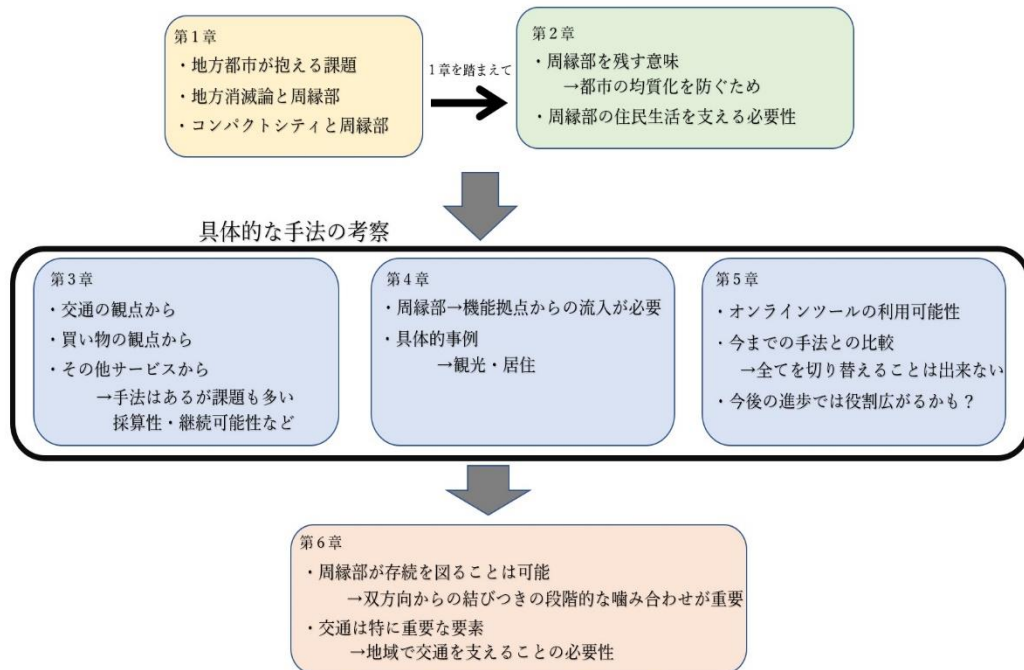 第1章
・地方都市が抱える課題
・地方消滅論と周縁部
・コンパクトシティと周縁部
1章を踏まえて
第2章
・周縁部を残す意味
→都市の均質化を防ぐため
・周縁部の住民生活を支える必要性
具体的な手法の考察
第3章
・交通の観点から
・買い物の観点から
・その他サービスから
→手法はあるが課題も多い
採算性・継続可能性など
第4章
・周縁部→機能拠点からの流入が必要
・具体的事例
→観光・居住
第5章
・オンラインツールの利用可能性
・今までの手法との比較
→全てを切り替えることは出来ない
・今後の進歩では役割広がるかも？
第6章
・周縁部が存続を図ることは可能
→双方向からの結びつきの段階的な噛み合わせが重要
・交通は特に重要な要素
→地域で交通を支えることの必要性